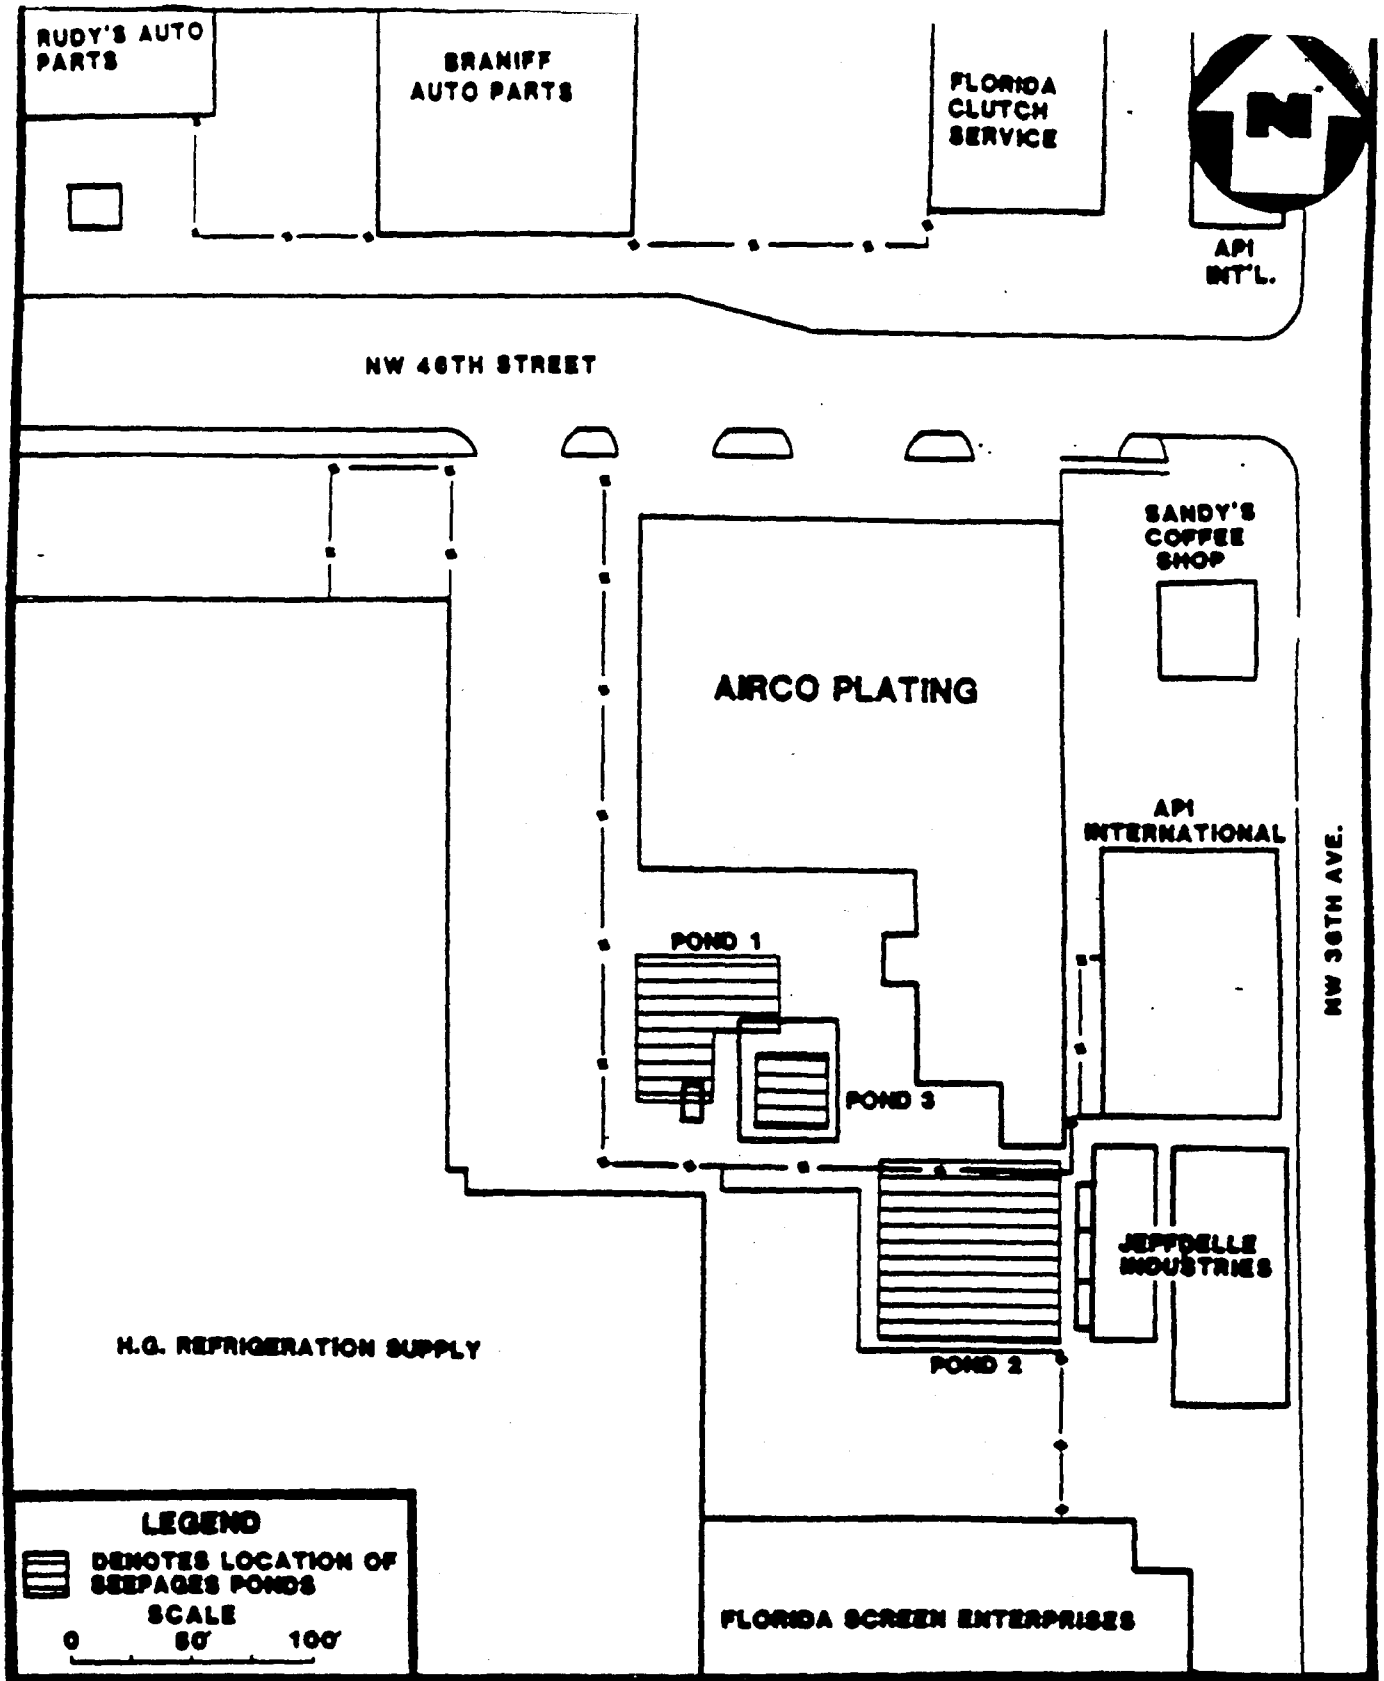 RUDY'S AUTO
PARTS
BRANIFF
AUTO PARTS
FLORIDA
CLUTCH
SERVICE
N
API
INT'L.
NW 46TH STREET
SANDY'S
COFFEE
SHOP
AIRCO PLATING
API
INTERNATIONAL
NW 36TH AVE.
POND 1
POND 3
JEFFDELLE
INDUSTRIES
H.G. REFRIGERATION SUPPLY
POND 2
LEGEND
DENOTES LOCATION OF
SEEPAGES PONDS
SCALE
0 50' 100'
FLORIDA SCREEN ENTERPRISES